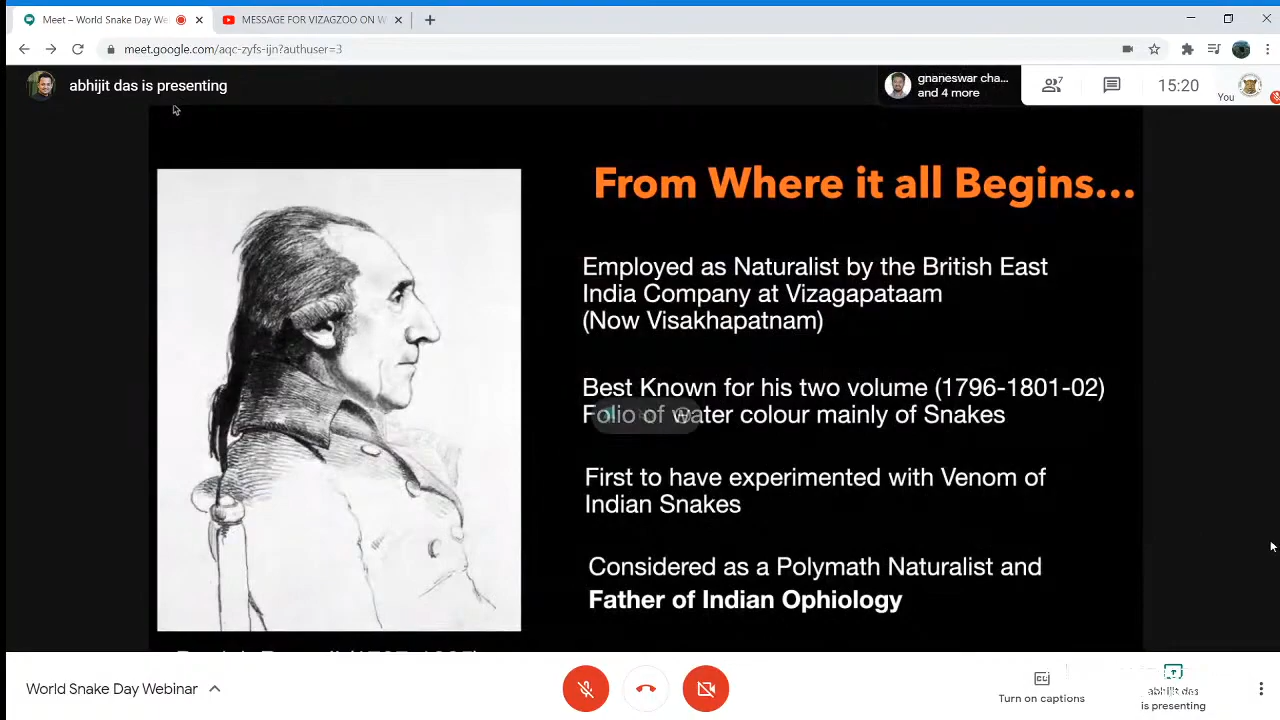 Meet – World Snake Day We
MESSAGE FOR VIZAGZOO ON W
meet.google.com/aqc-zyfs-ijn?authuser=3
abhijit das is presenting
gnaneswar cha...
and 4 more
7
15:20
You
From Where it all Begins...
Employed as Naturalist by the British East
India Company at Vizagapataam
(Now Visakhapatnam)
Best Known for his two volume (1796-1801-02)
Folio of water colour mainly of Snakes
First to have experimented with Venom of
Indian Snakes
Considered as a Polymath Naturalist and
Father of Indian Ophiology
World Snake Day Webinar
Turn on captions
abhijit das
is presenting